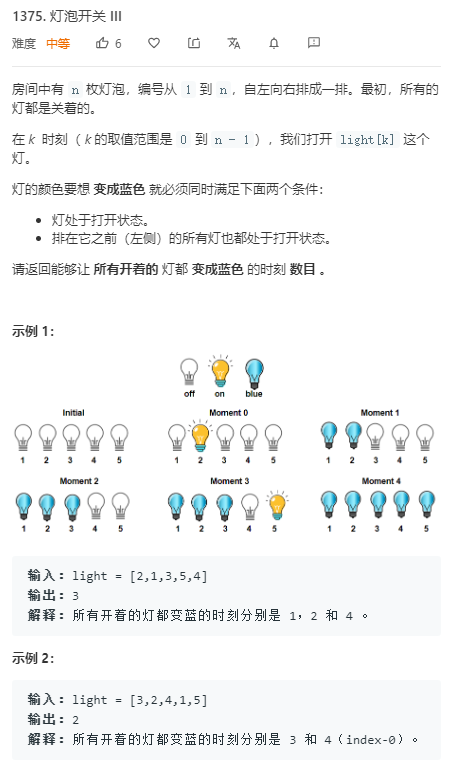 1375. 灯泡开关 III
难度 中等 6
房间中有 n 枚灯泡，编号从 1 到 n，自左向右排成一排。最初，所有的
灯都是关着的。
在 k 时刻（ k 的取值范围是 0 到 n - 1），我们打开 light[k] 这个
灯。
灯的颜色要想 变成蓝色 就必须同时满足下面两个条件：
灯处于打开状态。
排在它之前（左侧）的所有灯也都处于打开状态。
请返回能够让 所有开着的 灯都 变成蓝色 的时刻 数目 。
示例 1：
off on blue
Initial Moment 0 Moment 1
1 2 3 4 5 1 2 3 4 5 1 2 3 4 5
Moment 2 Moment 3 Moment 4
1 2 3 4 5 1 2 3 4 5 1 2 3 4 5
输入：light = [2,1,3,5,4]
输出：3
解释：所有开着的灯都变蓝的时刻分别是 1，2 和 4 。
示例 2：
输入：light = [3,2,4,1,5]
输出：2
解释：所有开着的灯都变蓝的时刻分别是 3 和 4（index-0）。